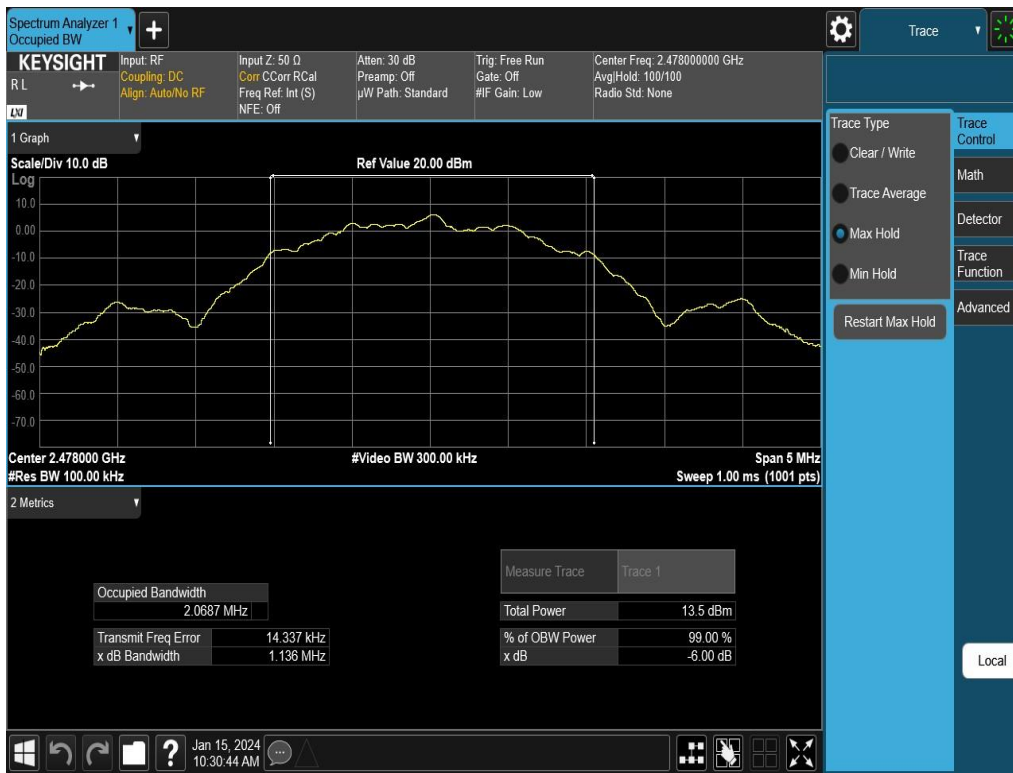 Spectrum Analyzer 1
Occupied BW
Trace
KEYSIGHT
R L
LXI
Input: RF
Coupling: DC
Align: Auto/No RF
Input Z: 50 Ω
Corr CCorr RCal
Freq Ref: Int (S)
NFE: Off
Atten: 30 dB
Preamp: Off
µW Path: Standard
Trig: Free Run
Gate: Off
#IF Gain: Low
Center Freq: 2.478000000 GHz
Avg|Hold: 100/100
Radio Std: None
1 Graph
Scale/Div 10.0 dB
Ref Value 20.00 dBm
Log
10.0
0.00
-10.0
-20.0
-30.0
-40.0
-50.0
-60.0
-70.0
Center 2.478000 GHz
#Video BW 300.00 kHz
Span 5 MHz
#Res BW 100.00 kHz
Sweep 1.00 ms (1001 pts)
2 Metrics
Measure Trace
Trace 1
Occupied Bandwidth
2.0687 MHz
Total Power
13.5 dBm
Transmit Freq Error
14.337 kHz
% of OBW Power
99.00 %
x dB Bandwidth
1.136 MHz
x dB
-6.00 dB
Trace Type
Clear / Write
Trace Average
Max Hold
Min Hold
Restart Max Hold
Trace
Control
Math
Detector
Trace
Function
Advanced
Local
?
Jan 15, 2024
10:30:44 AM